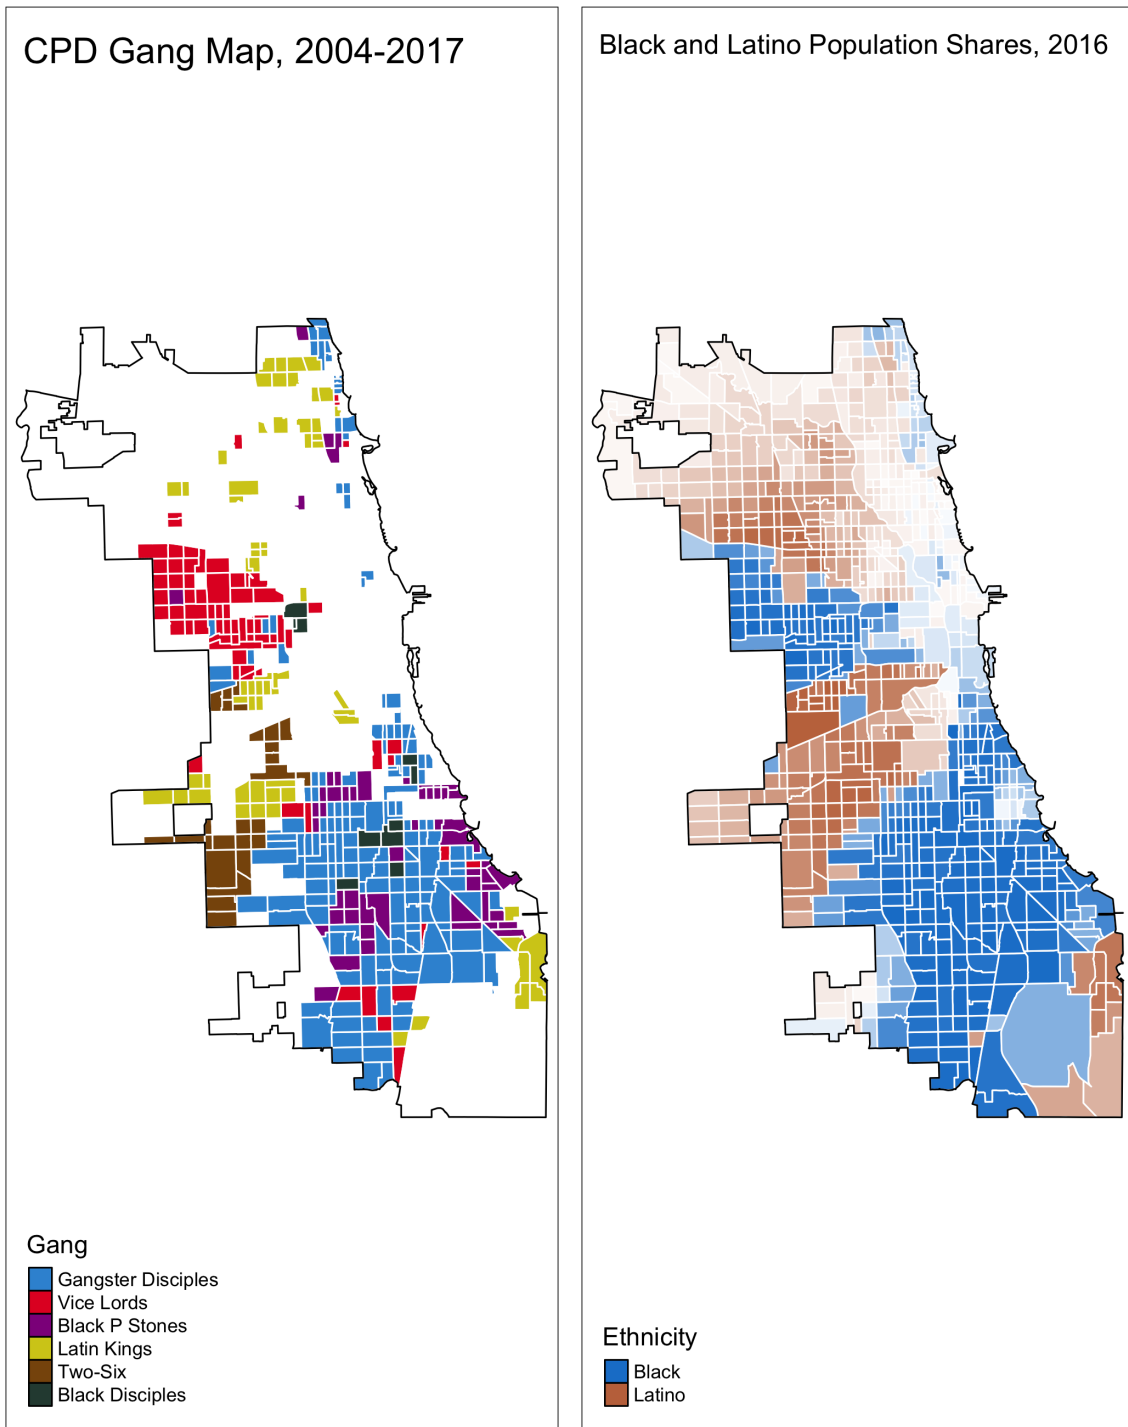 CPD Gang Map, 2004-2017
Gang
Gangster Disciples
Vice Lords
Black P Stones
Latin Kings
Two-Six
Black Disciples
Black and Latino Population Shares, 2016
Ethnicity
Black
Latino